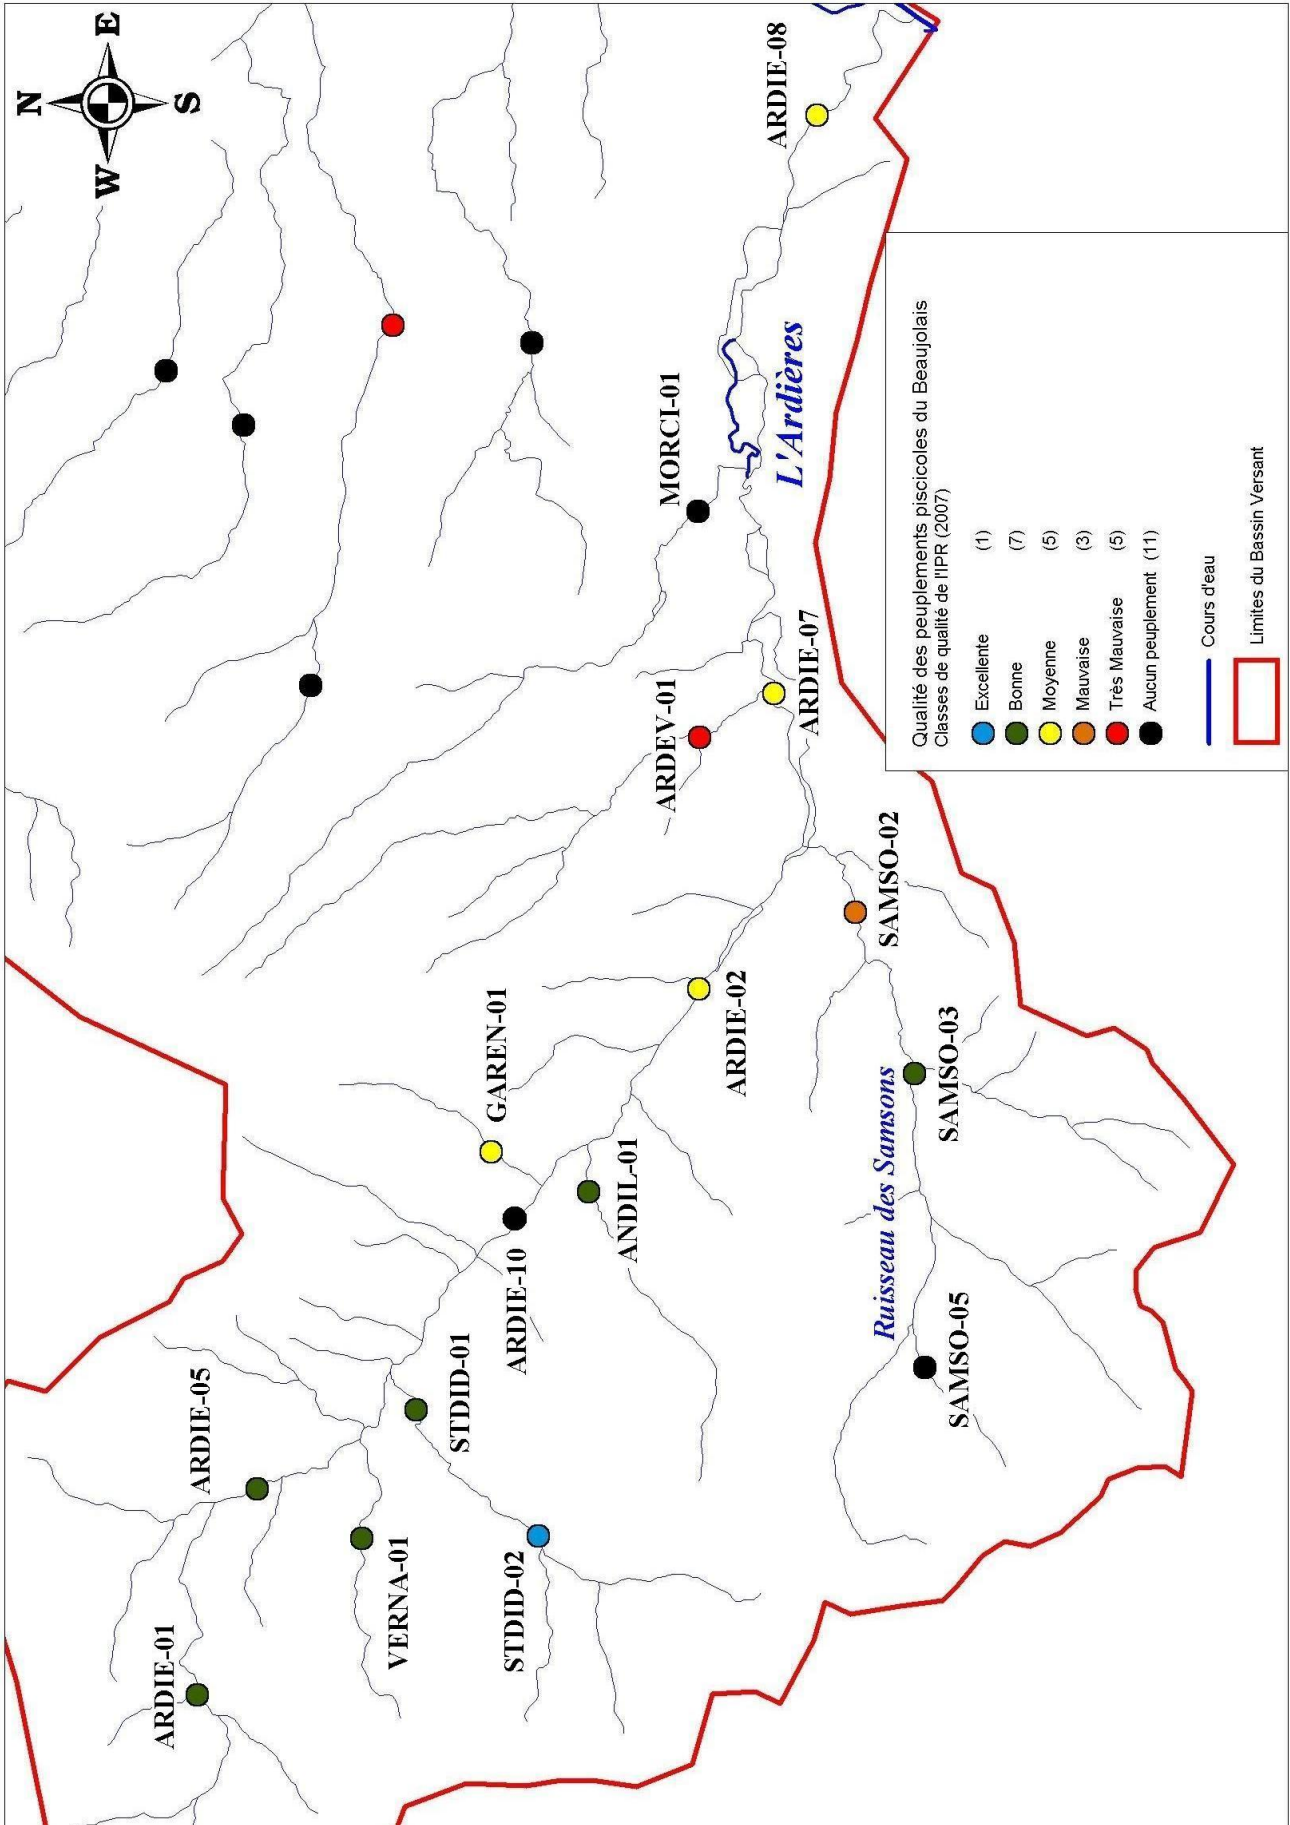 N
W
E
S
ARDIE-01
ARDIE-05
VERNA-01
STDID-01
STDID-02
ARDIE-10
GAREN-01
ANDIL-01
ARDIE-02
ARDEV-01
MORCI-01
ARDIE-08
ARDIE-07
L'Ardières
SAMSO-02
SAMSO-03
SAMSO-05
Ruisseau des Samsons
Qualité des peuplements piscicoles du Beaujolais
Classes de qualité de l'IPR (2007)
Excellente (1)
Bonne (7)
Moyenne (5)
Mauvaise (3)
Très Mauvaise (5)
Aucun peuplement (11)
Cours d'eau
Limites du Bassin Versant